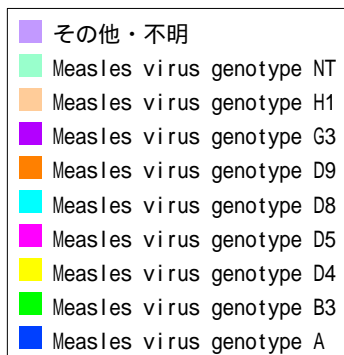 その他・不明
Measles virus genotype NT
Measles virus genotype H1
Measles virus genotype G3
Measles virus genotype D9
Measles virus genotype D8
Measles virus genotype D5
Measles virus genotype D4
Measles virus genotype B3
Measles virus genotype A